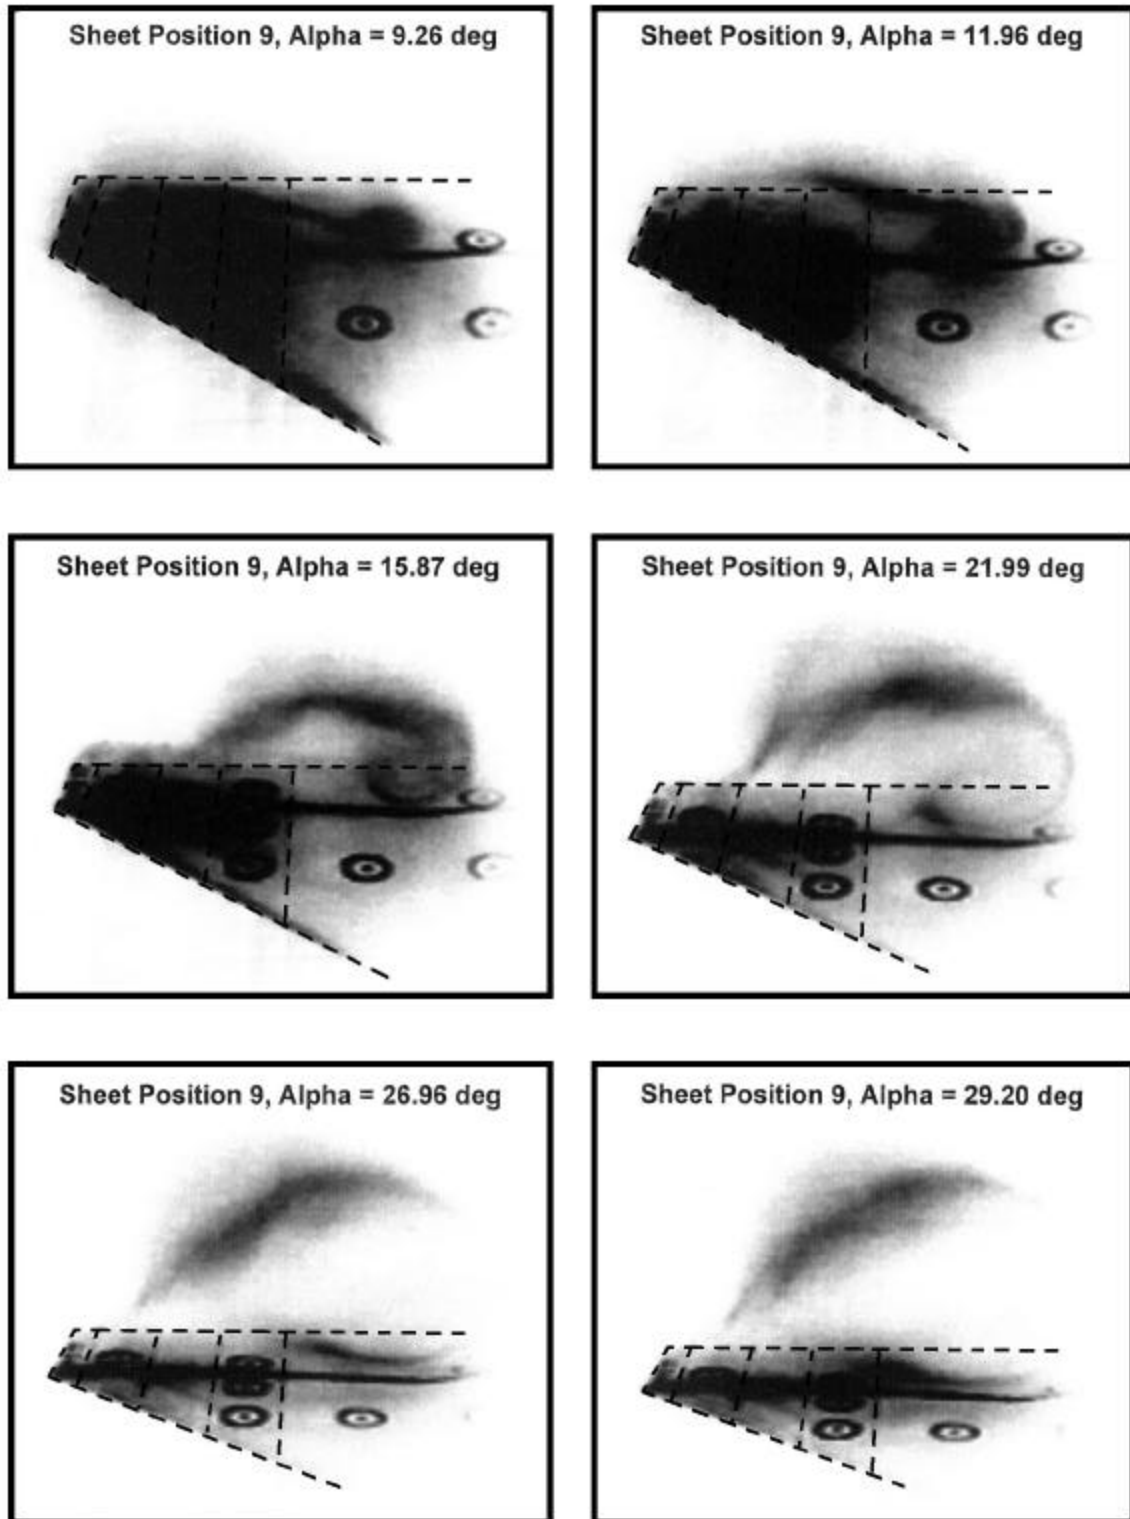 Sheet Position 9, Alpha = 9.26 deg
Sheet Position 9, Alpha = 11.96 deg
Sheet Position 9, Alpha = 15.87 deg
Sheet Position 9, Alpha = 21.99 deg
Sheet Position 9, Alpha = 26.96 deg
Sheet Position 9, Alpha = 29.20 deg